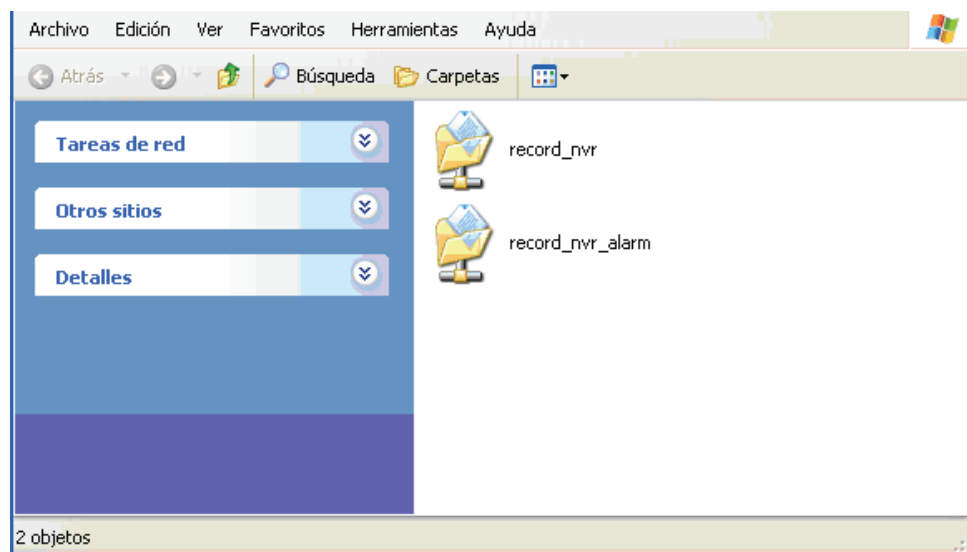 Archivo Edición Ver Favoritos Herramientas Ayuda
Atrás Búsqueda Carpetas
Tareas de red
Otros sitios
Detalles
record_nvr
record_nvr_alarm
2 objetos